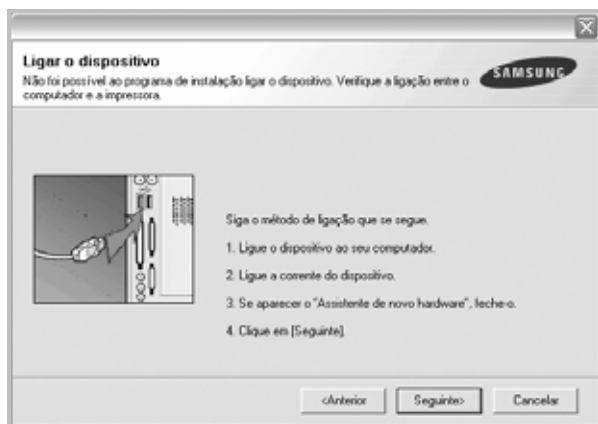 Ligar o dispositivo
Não foi possível ao programa de instalação ligar o dispositivo. Verifique a ligação entre o
computador e a impressora.
SAMSUNG
Siga o método de ligação que se segue.
1. Ligue o dispositivo ao seu computador.
2. Ligue a corrente do dispositivo.
3. Se aparecer o "Assistente de novo hardware", feche-o.
4. Clique em [Seguinte].
<Anterior
Seguinte>
Cancelar